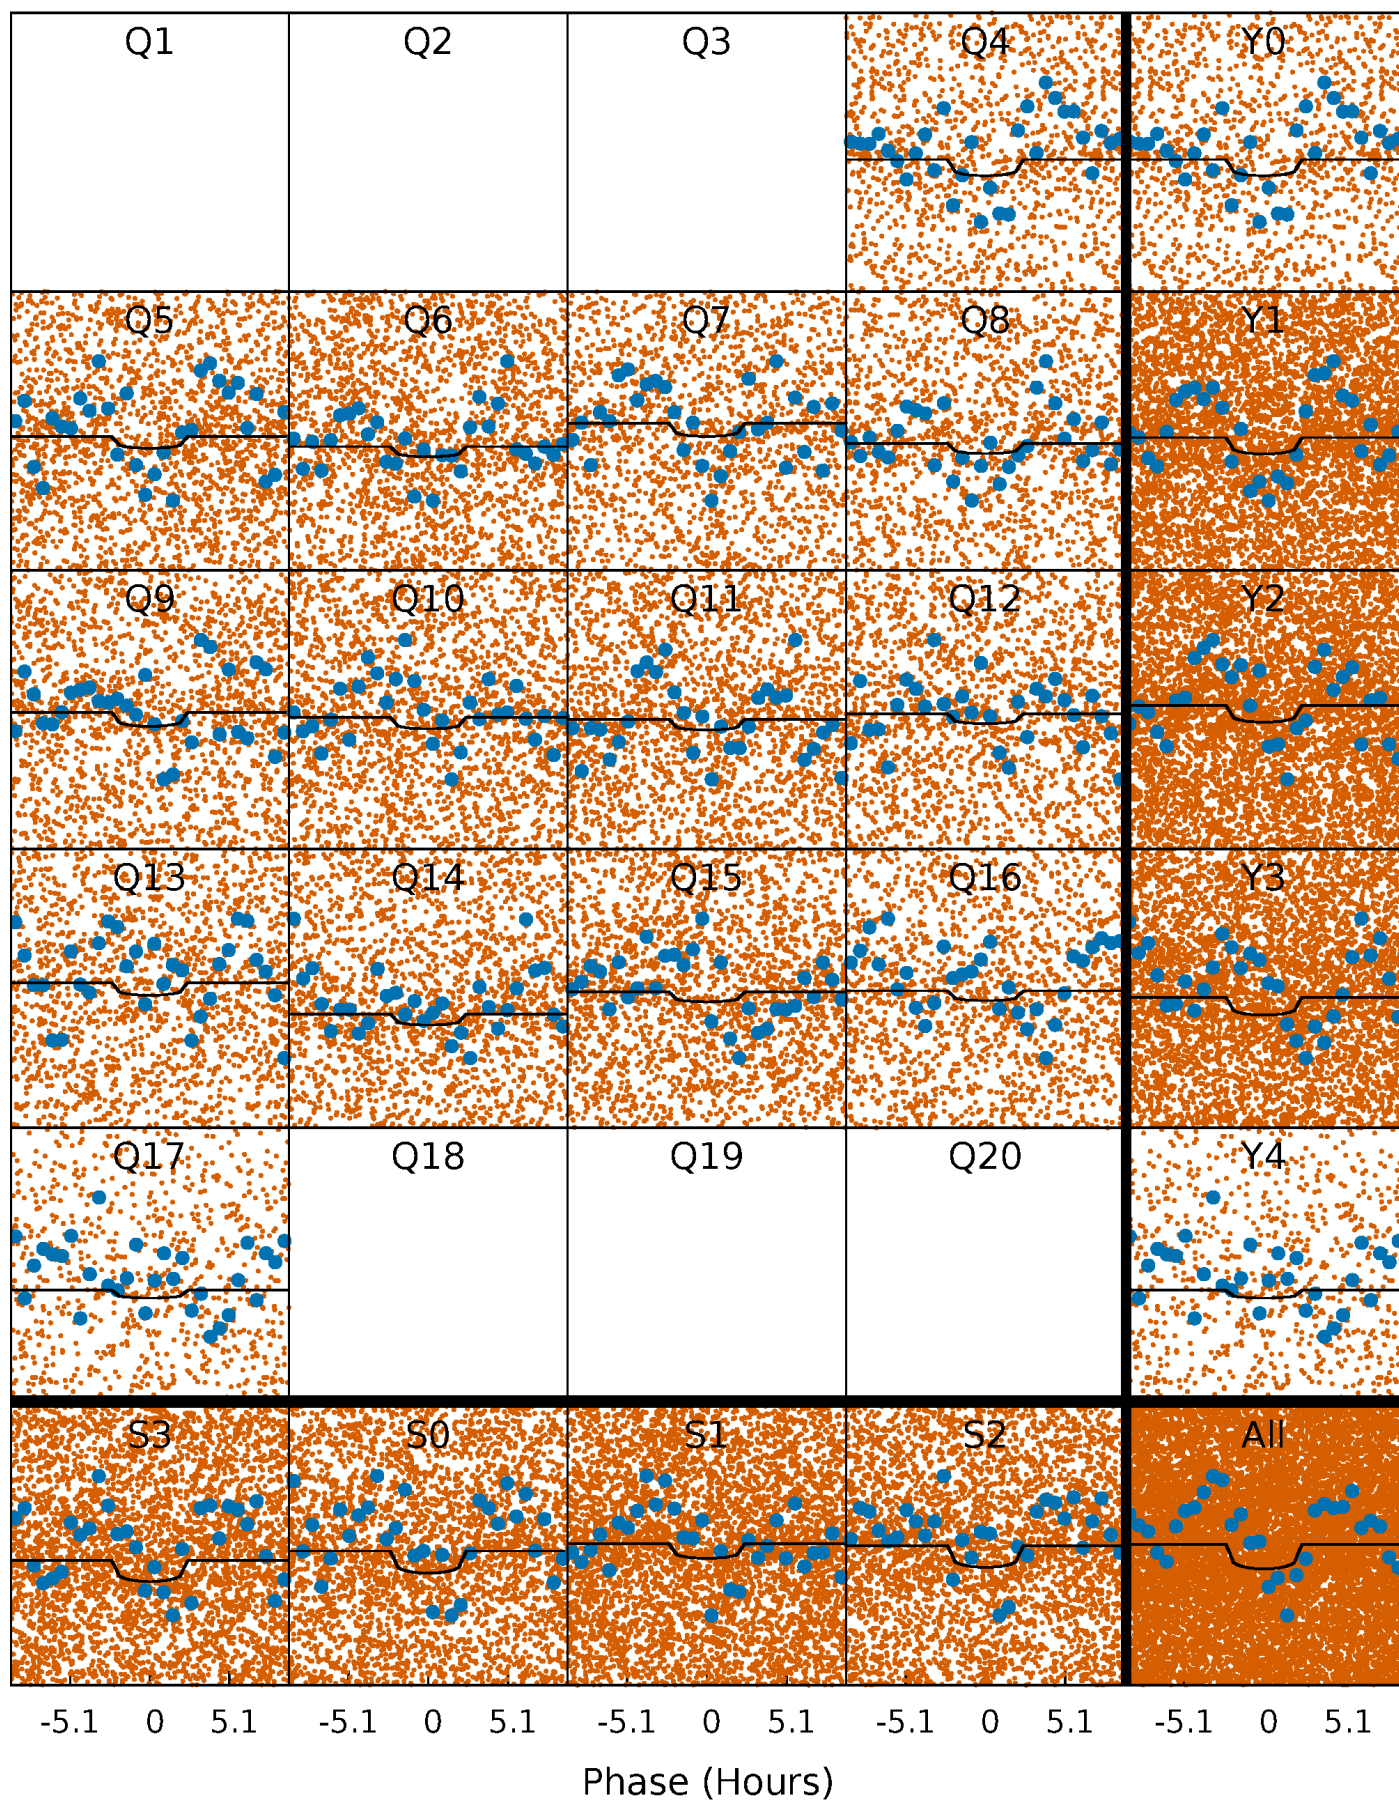 Q1 Q2 Q3 Q4 Y0
Q5 Q6 Q7 Q8 Y1
Q9 Q10 Q11 Q12 Y2
Q13 Q14 Q15 Q16 Y3
Q17 Q18 Q19 Q20 Y4
S3 S0 S1 S2 All
-5.1 0 5.1 -5.1 0 5.1 -5.1 0 5.1 -5.1 0 5.1 -5.1 0 5.1
Phase (Hours)